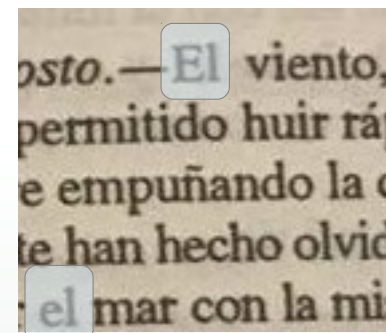 osto.—El viento,
permitido huir rá
e empuñando la
te han hecho olvid
el mar con la mi